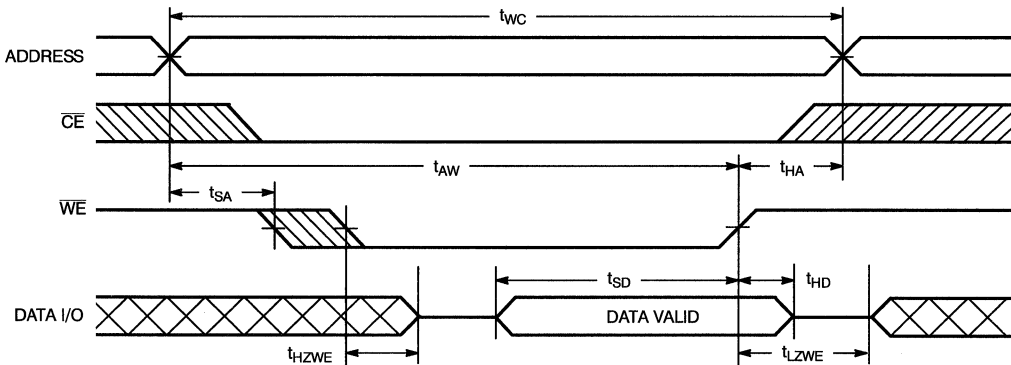 tWC
ADDRESS
CE
tAW
tHA
tSA
WE
tSD
tHD
DATA I/O
DATA VALID
tHZWE
tLZWE